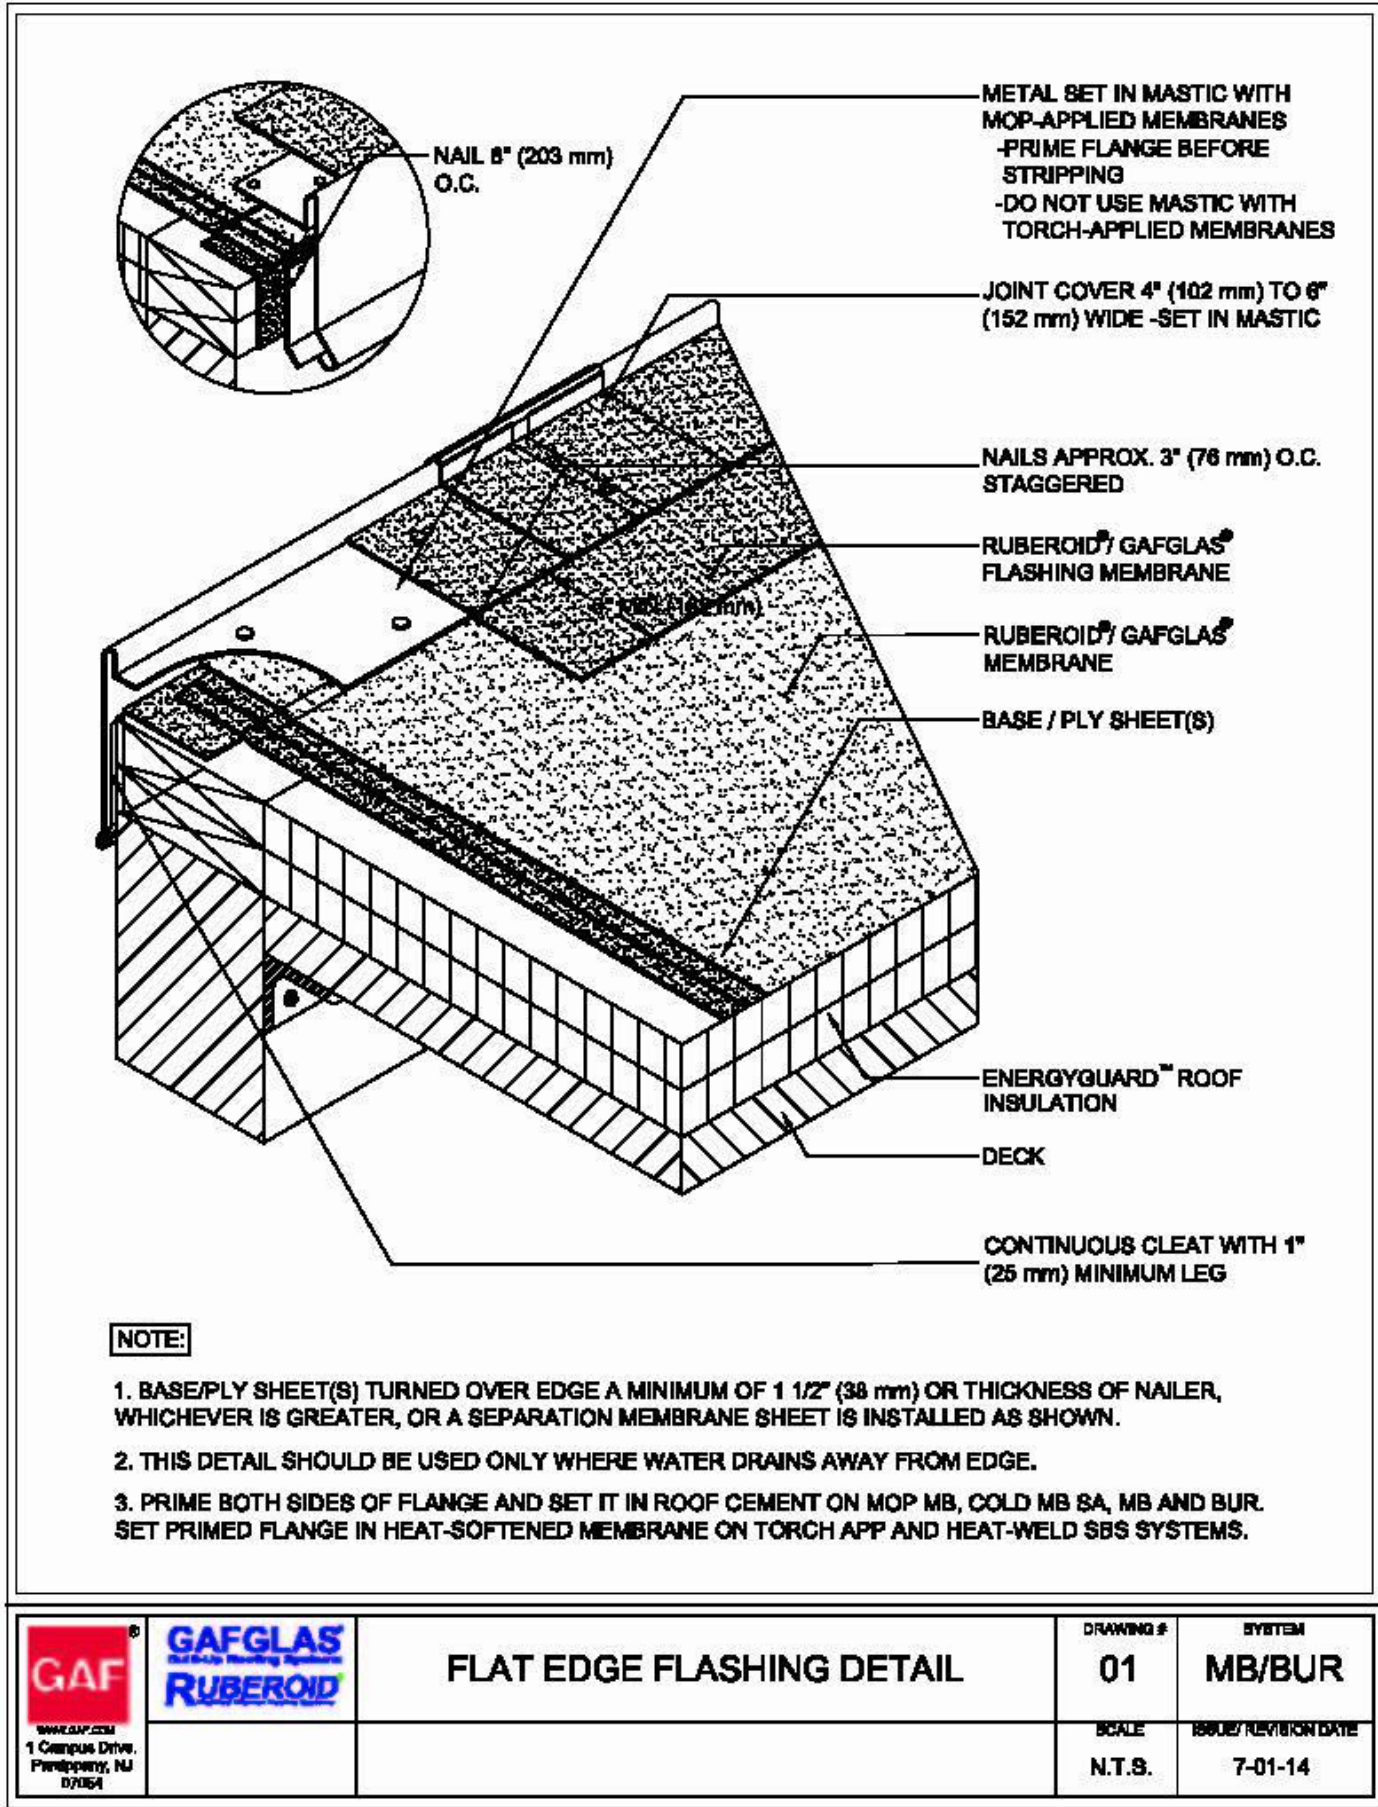 NAIL 8" (203 mm)
O.C.
METAL SET IN MASTIC WITH
MOP-APPLIED MEMBRANES
-PRIME FLANGE BEFORE
STRIPPING
-DO NOT USE MASTIC WITH
TORCH-APPLIED MEMBRANES
JOINT COVER 4" (102 mm) TO 6"
(152 mm) WIDE -SET IN MASTIC
NAILS APPROX. 3" (76 mm) O.C.
STAGGERED
RUBEROID®/ GAFGLAS®
FLASHING MEMBRANE
RUBEROID®/ GAFGLAS®
MEMBRANE
BASE / PLY SHEET(S)
ENERGYGUARD™ ROOF
INSULATION
DECK
CONTINUOUS CLEAT WITH 1"
(25 mm) MINIMUM LEG
NOTE:
1. BASE/PLY SHEET(S) TURNED OVER EDGE A MINIMUM OF 1 1/2" (38 mm) OR THICKNESS OF NAILER,
WHICHEVER IS GREATER, OR A SEPARATION MEMBRANE SHEET IS INSTALLED AS SHOWN.
2. THIS DETAIL SHOULD BE USED ONLY WHERE WATER DRAINS AWAY FROM EDGE.
3. PRIME BOTH SIDES OF FLANGE AND SET IT IN ROOF CEMENT ON MOP MB, COLD MB SA, MB AND BUR.
SET PRIMED FLANGE IN HEAT-SOFTENED MEMBRANE ON TORCH APP AND HEAT-WELD SBS SYSTEMS.
GAF®
WWW.GAF.COM
1 Campus Drive.
Parsippany, NJ
07054
GAFGLAS
Built-Up Roofing Systems
RUBEROID
FLAT EDGE FLASHING DETAIL
DRAWING #
01
SYSTEM
MB/BUR
SCALE
N.T.S.
ISSUE/ REVISION DATE
7-01-14